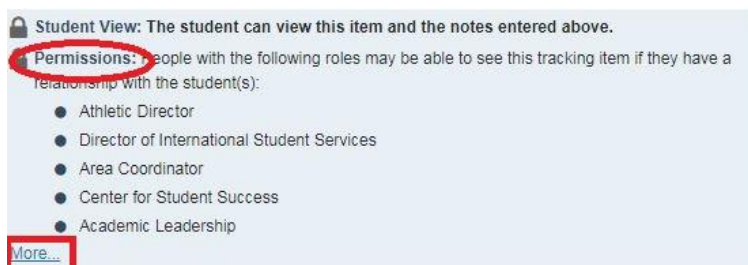 Student View: The student can view this item and the notes entered above.
Permissions: People with the following roles may be able to see this tracking item if they have a
relationship with the student(s):
● Athletic Director
● Director of International Student Services
● Area Coordinator
● Center for Student Success
● Academic Leadership
More...